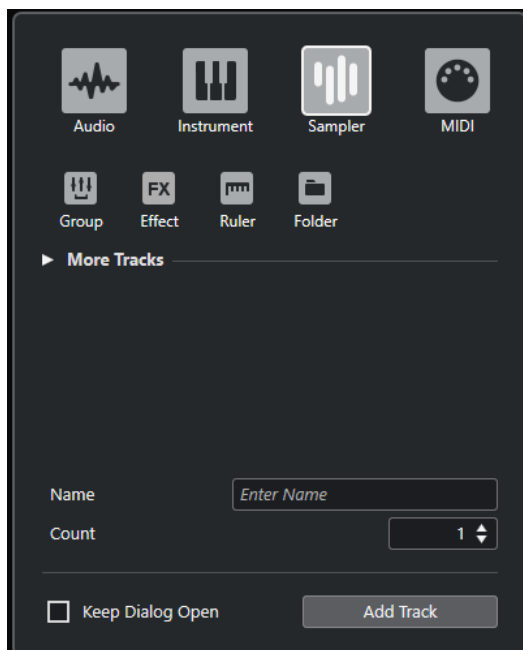 Audio Instrument Sampler MIDI
FX
Group Effect Ruler Folder
More Tracks
Name Enter Name
Count 1
Keep Dialog Open Add Track